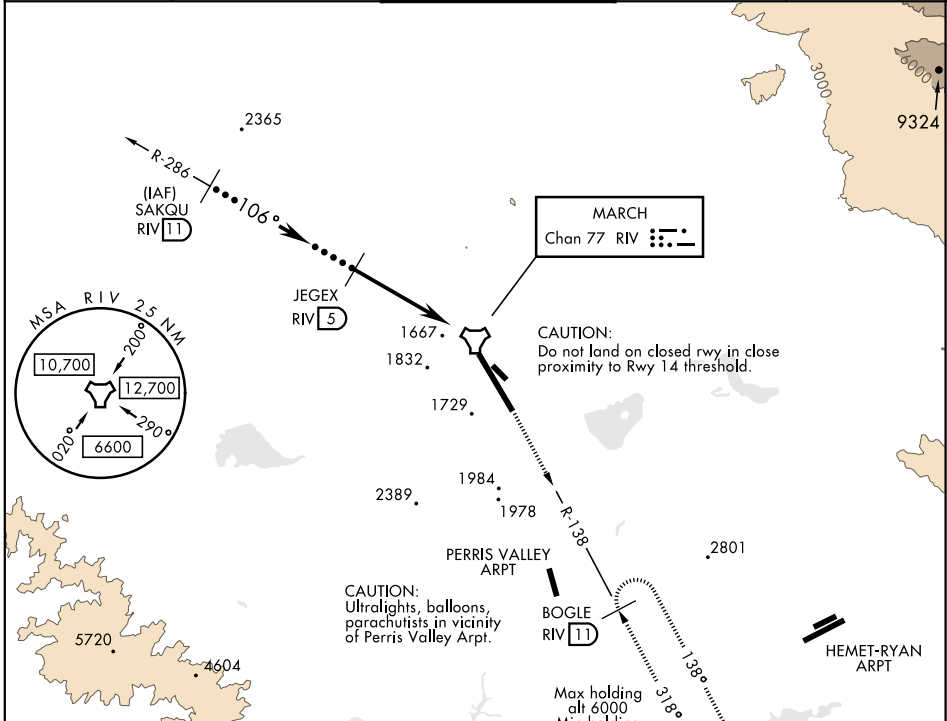 2365
3000
6000
9324
R-286
(IAF)
SAKQU
RIV 11
106°
MARCH
Chan 77 RIV
JEGEX
RIV 5
MSA RIV 25 NM
200°
10,700
12,700
290°
020°
6600
1667
1832
1729
CAUTION:
Do not land on closed rwy in close
proximity to Rwy 14 threshold.
1984
1978
2389
R-138
2801
PERRIS VALLEY
ARPT
CAUTION:
Ultralights, balloons,
parachutists in vicinity
of Perris Valley Arpt.
BOGLE
RIV 11
HEMET-RYAN
ARPT
5720
4604
138°
318°
Max holding
alt 6000
Min holding